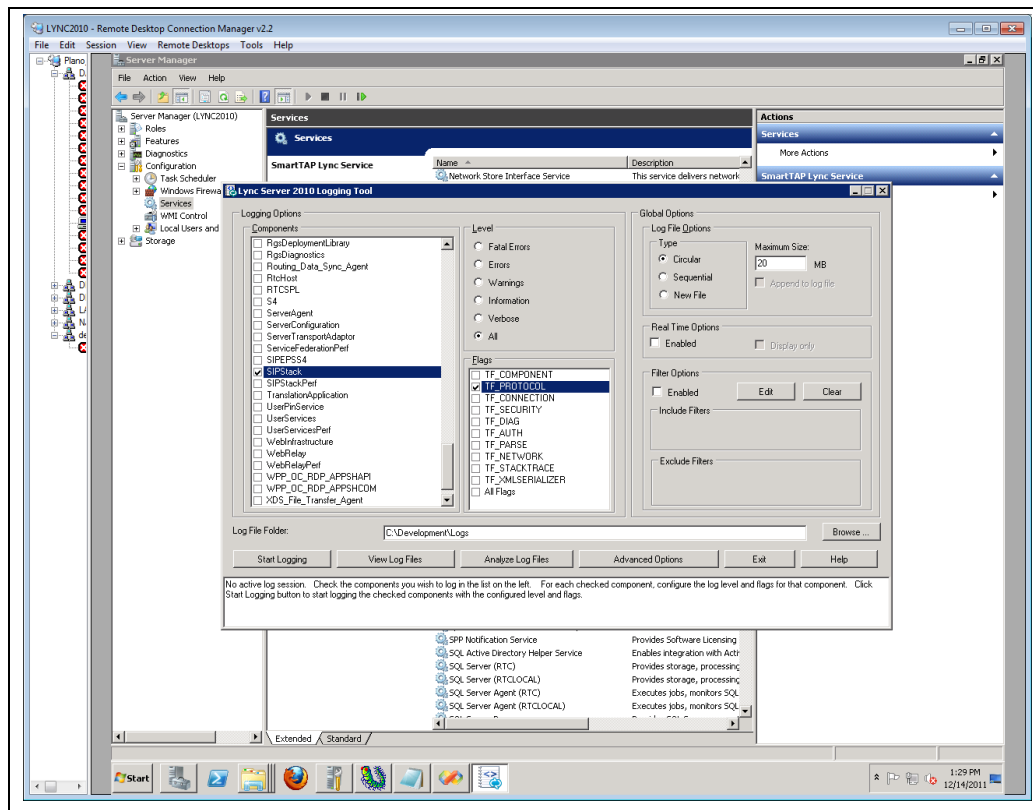 LYNC2010 - Remote Desktop Connection Manager v2.2
File Edit Session View Remote Desktops Tools Help
Plano
Server Manager
File Action View Help
Server Manager (LYNC2010)
Roles
Features
Diagnostics
Configuration
Task Scheduler
Windows Firewa
Services
WMI Control
Local Users and
Storage
Services
Services
SmartTAP Lync Service
Name
Description
Network Store Interface Service
This service delivers network
Actions
Services
More Actions
SmartTAP Lync Service
Lync Server 2010 Logging Tool
Logging Options
Components
RgsDeploymentLibrary
RgsDiagnostics
Routing_Data_Sync_Agent
RtcHost
RTCSPL
S4
ServerAgent
ServerConfiguration
ServerTransportAdaptor
ServiceFederationPerf
SIPEPSS4
SIPStack
SIPStackPerf
TranslationApplication
UserPinService
UserServices
UserServicesPerf
WebInfrastructure
WebRelay
WebRelayPerf
WPP_OC_RDP_APPSHAPI
WPP_OC_RDP_APPSHCOM
XDS_File_Transfer_Agent
Level
Fatal Errors
Errors
Warnings
Information
Verbose
All
Flags
TF_COMPONENT
TF_PROTOCOL
TF_CONNECTION
TF_SECURITY
TF_DIAG
TF_AUTH
TF_PARSE
TF_NETWORK
TF_STACKTRACE
TF_XMLSERIALIZER
All Flags
Global Options
Log File Options
Type
Circular
Sequential
New File
Maximum Size:
20 MB
Append to log file
Real Time Options
Enabled
Display only
Filter Options
Enabled
Edit
Clear
Include Filters
Exclude Filters
Log File Folder:
C:\Development\Logs
Browse ...
Start Logging
View Log Files
Analyze Log Files
Advanced Options
Exit
Help
No active log session. Check the components you wish to log in the list on the left. For each checked component, configure the log level and flags for that component. Click
Start Logging button to start logging the checked components with the configured level and flags.
SPP Notification Service
Provides Software Licensing
SQL Active Directory Helper Service
Enables integration with Acti
SQL Server (RTC)
Provides storage, processing
SQL Server (RTCLOCAL)
Provides storage, processing
SQL Server Agent (RTC)
Executes jobs, monitors SQL
SQL Server Agent (RTCLOCAL)
Executes jobs, monitors SQL
Extended
Standard
Start
1:29 PM
12/14/2011